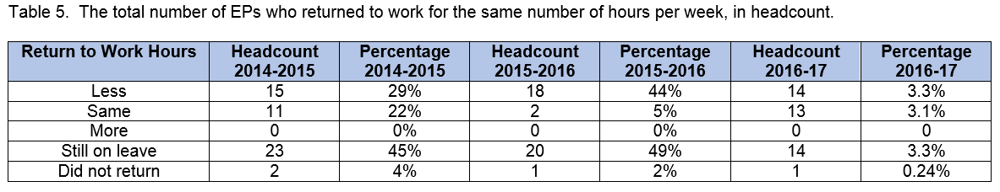 Table 5.  The total number of EPs who returned to work for the same number of hours per week, in headcount.
Return to Work Hours Headcount 2014-2015 Percentage 2014-2015 Headcount 2015-2016 Percentage 2015-2016 Headcount 2016-17 Percentage 2016-17
Less 15 29% 18 44% 14 3.3%
Same 11 22% 2 5% 13 3.1%
More 0 0% 0 0% 0 0
Still on leave 23 45% 20 49% 14 3.3%
Did not return 2 4% 1 2% 1 0.24%